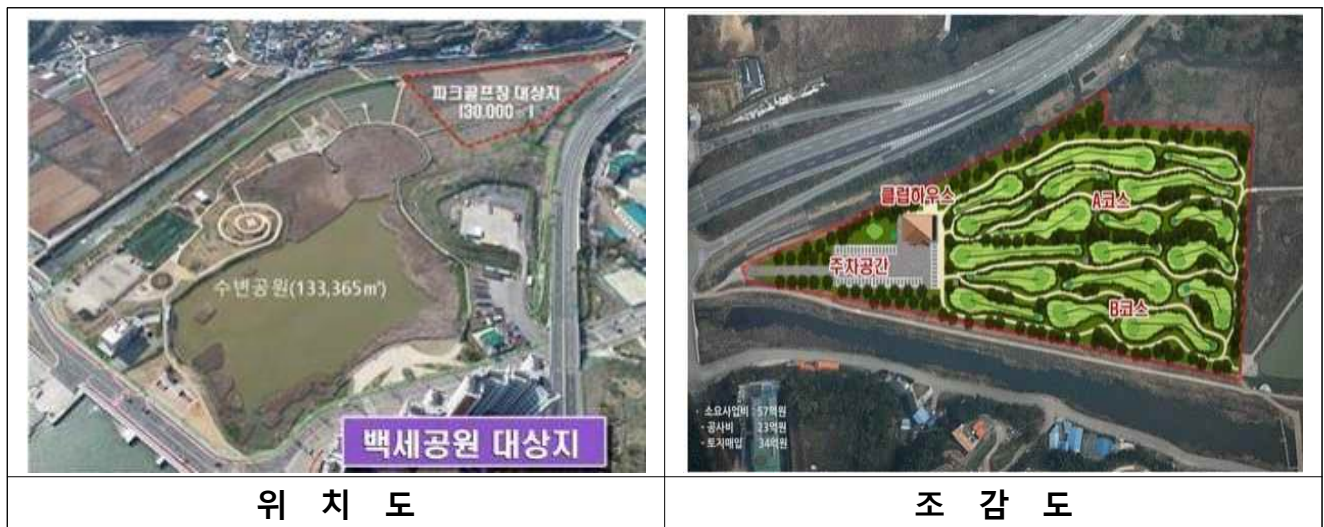 파크골프장 대상지
130.000㎡
수변공원(133,365㎡)
백세공원 대상지
위 치 도
클럽하우스
A코스
주차공간
B코스
· 소요사업비 : 57억원
- 공사비 23억원
- 토지매입 34억원
조 감 도